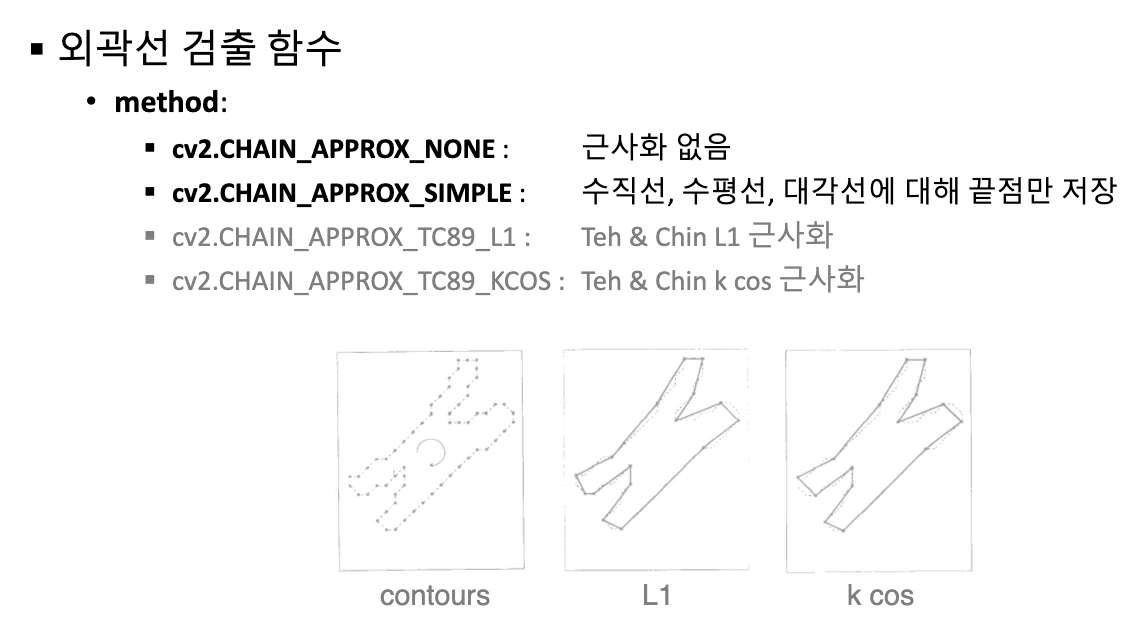 ▪ 외곽선 검출 함수
• method:
▪ cv2.CHAIN_APPROX_NONE : 근사화 없음
▪ cv2.CHAIN_APPROX_SIMPLE : 수직선, 수평선, 대각선에 대해 끝점만 저장
▪ cv2.CHAIN_APPROX_TC89_L1 : Teh & Chin L1 근사화
▪ cv2.CHAIN_APPROX_TC89_KCOS : Teh & Chin k cos 근사화
contours L1 k cos